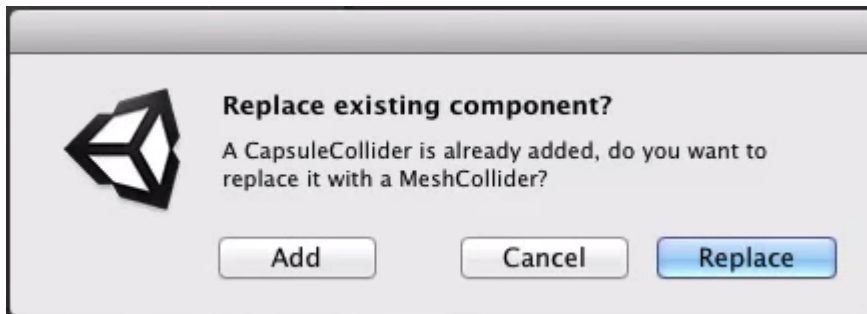 Replace existing component?
A CapsuleCollider is already added, do you want to
replace it with a MeshCollider?
Add Cancel Replace